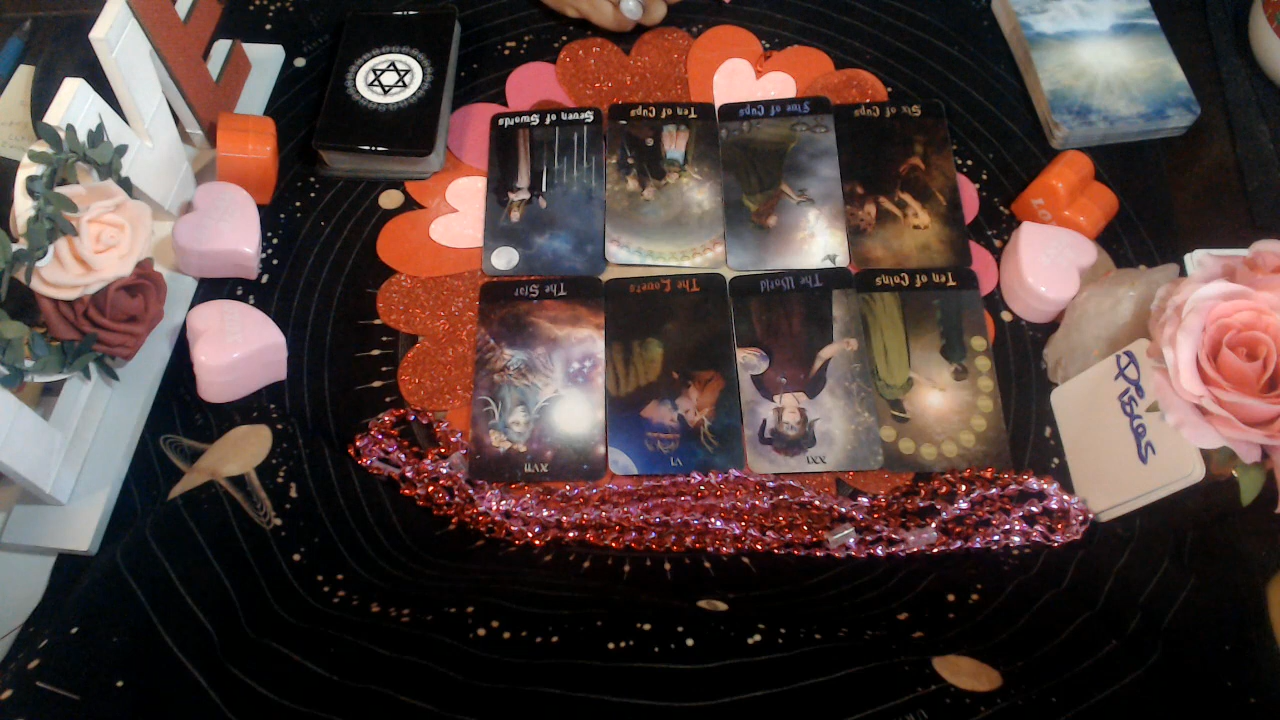 Seven of Swords
Ten of Cups
Five of Cups
Six of Cups
The Star
The Lovers
The World
Ten of Coins
XVII
VI
XXI
Pisces
LO